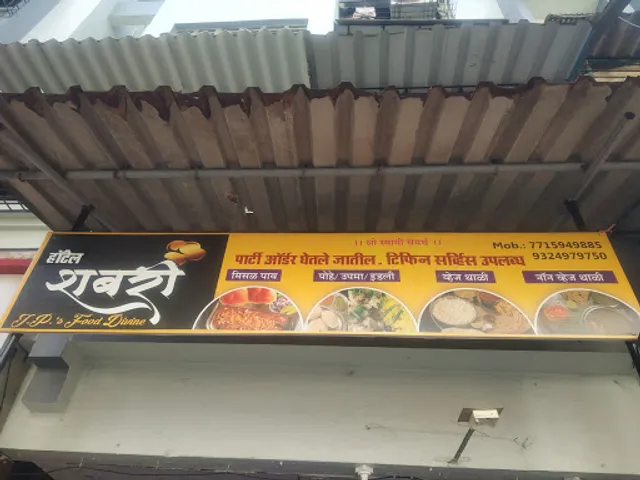 हॉटेल
शबरी
J.P.'s Food Divine
।। श्री स्वामी समर्थ ।।
पार्टी ऑर्डर घेतले जातील. टिफिन सर्व्हिस उपलब्ध
Mob.: 7715949885
9324979750
मिसळ पाव
पोहे/उपमा/इडली
व्हेज थाळी
नॉन व्हेज थाळी